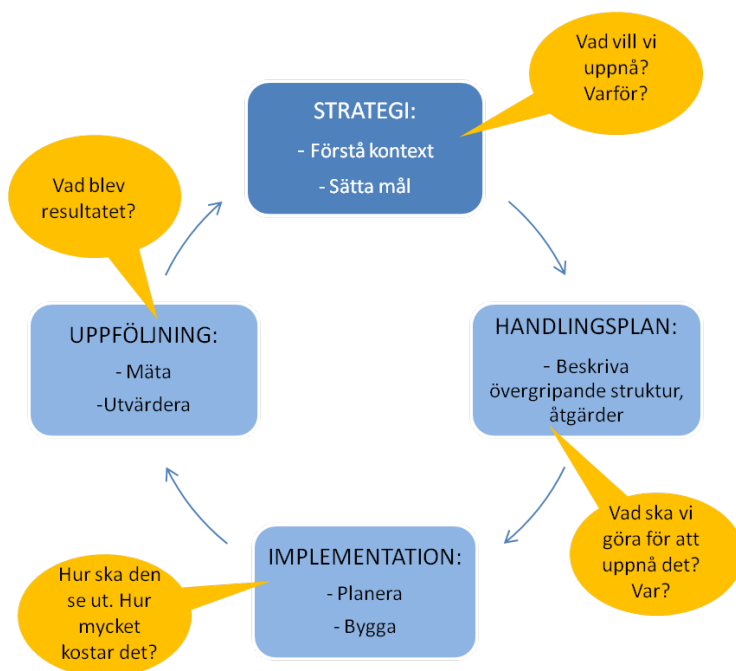 Vad vill vi
uppnå?
Varför?
STRATEGI:
- Förstå kontext
- Sätta mål
Vad blev
resultatet?
UPPFÖLJNING:
- Mäta
-Utvärdera
HANDLINGSPLAN:
- Beskriva
övergripande struktur,
åtgärder
Vad ska vi
göra för att
uppnå det?
Var?
IMPLEMENTATION:
- Planera
- Bygga
Hur ska den
se ut. Hur
mycket
kostar det?